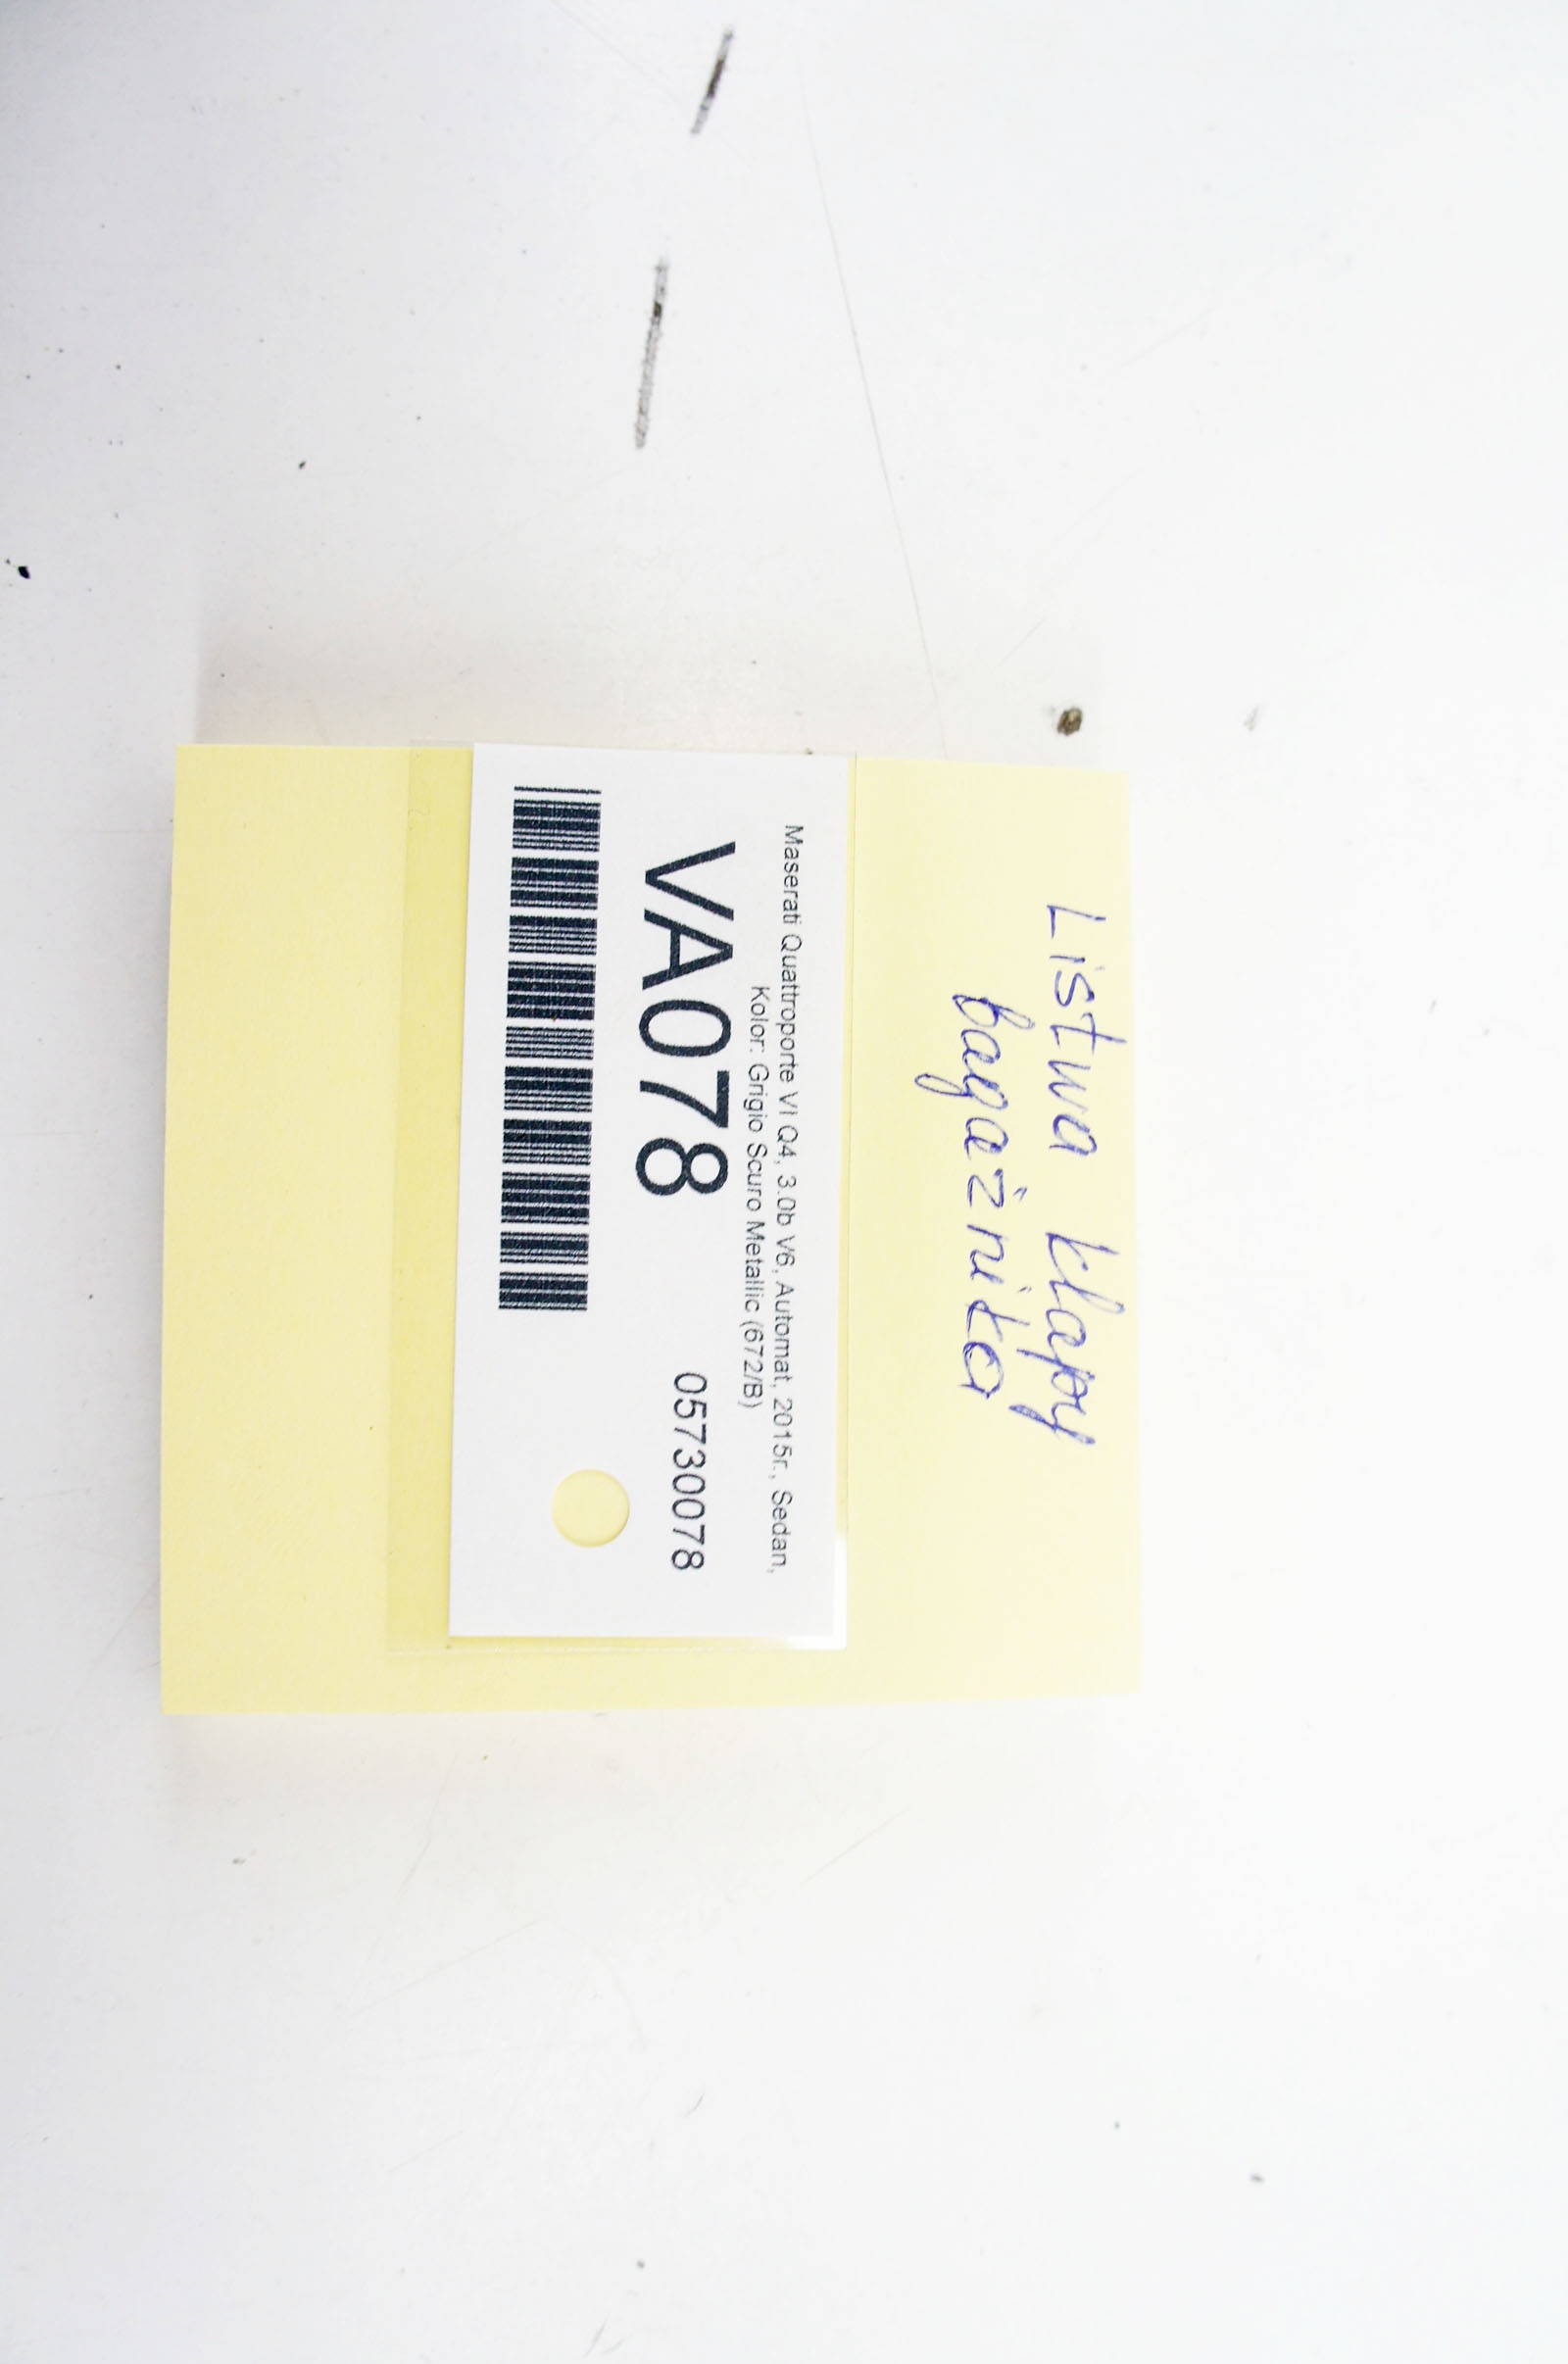 Listwa klapy
bagażnika
Maserati Quattroporte VI Q4, 3.0b V6, Automat, 2015r., Sedan,
Kolor: Grigio Scuro Metallic (672/B)
VA078 05730078